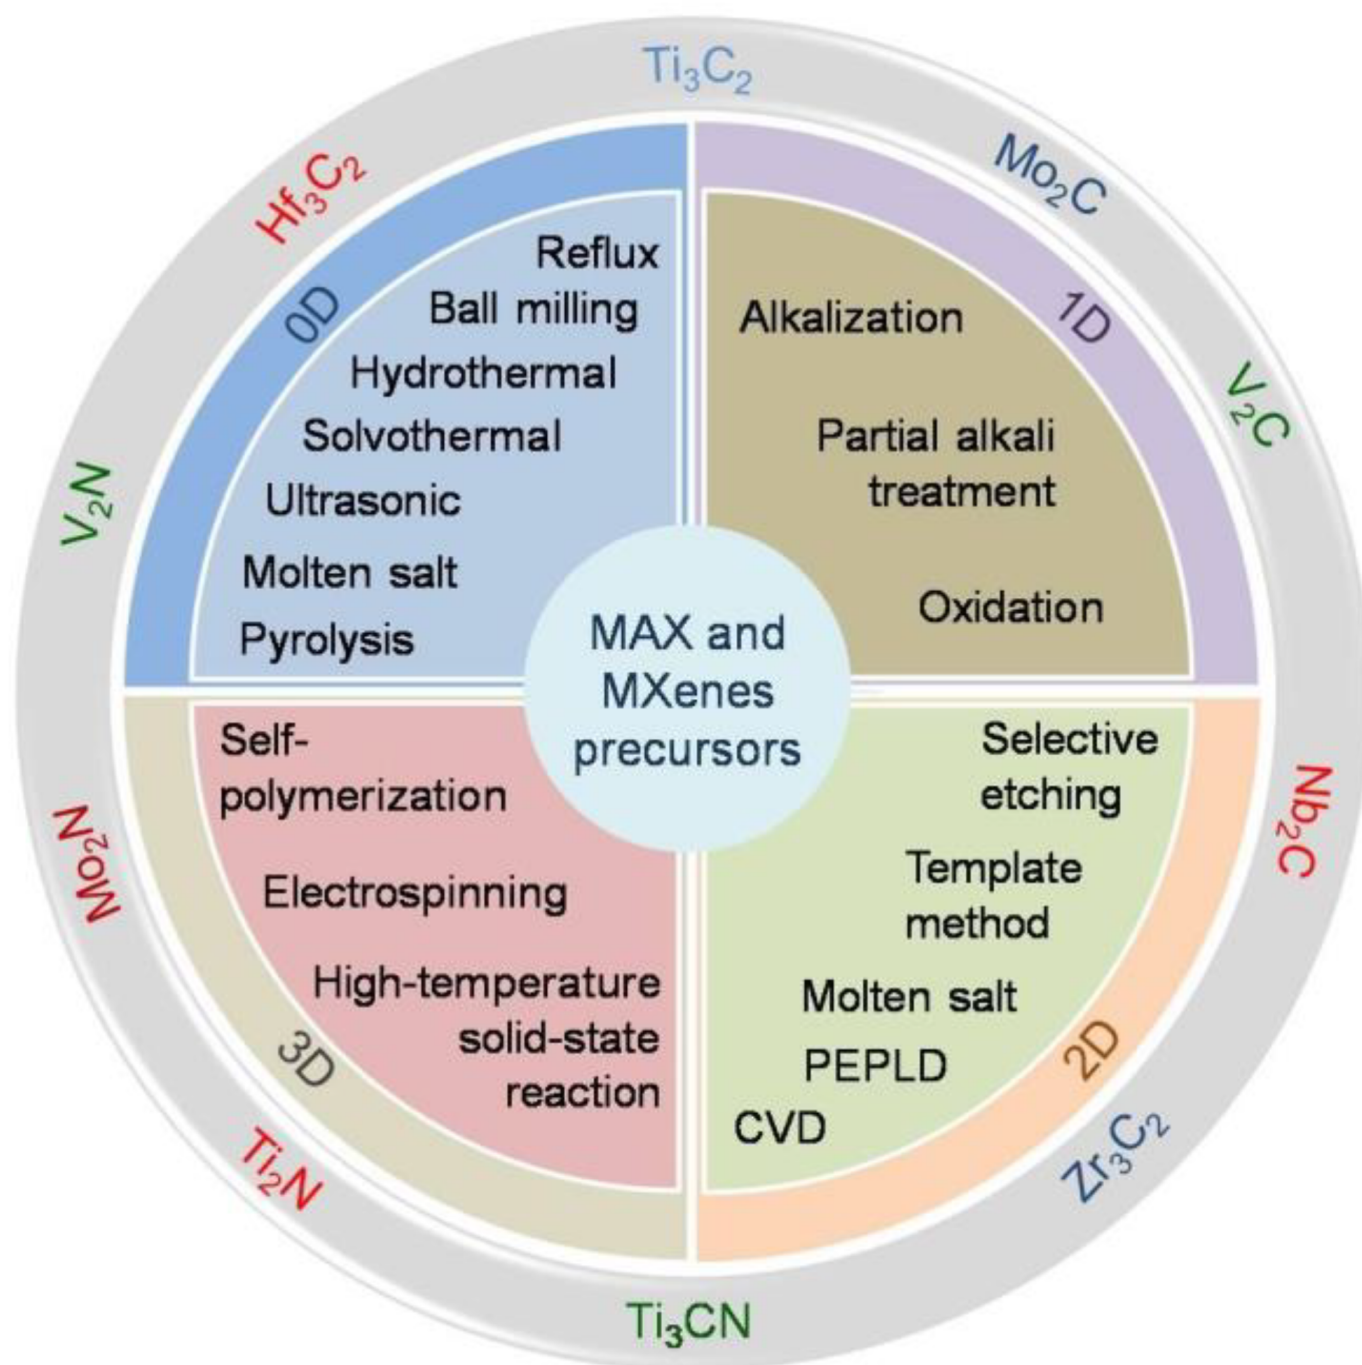 Ti₃C₂
Mo₂C
V₂C
Nb₂C
Zr₃C₂
Ti₃CN
Ti₂N
Mo₂N
V₂N
Hf₃C₂
0D
Reflux
Ball milling
Hydrothermal
Solvothermal
Ultrasonic
Molten salt
Pyrolysis
1D
Alkalization
Partial alkali
treatment
Oxidation
MAX and
MXenes
precursors
Self-
polymerization
Electrospinning
High-temperature
solid-state
reaction
3D
Selective
etching
Template
method
Molten salt
PEPLD
CVD
2D